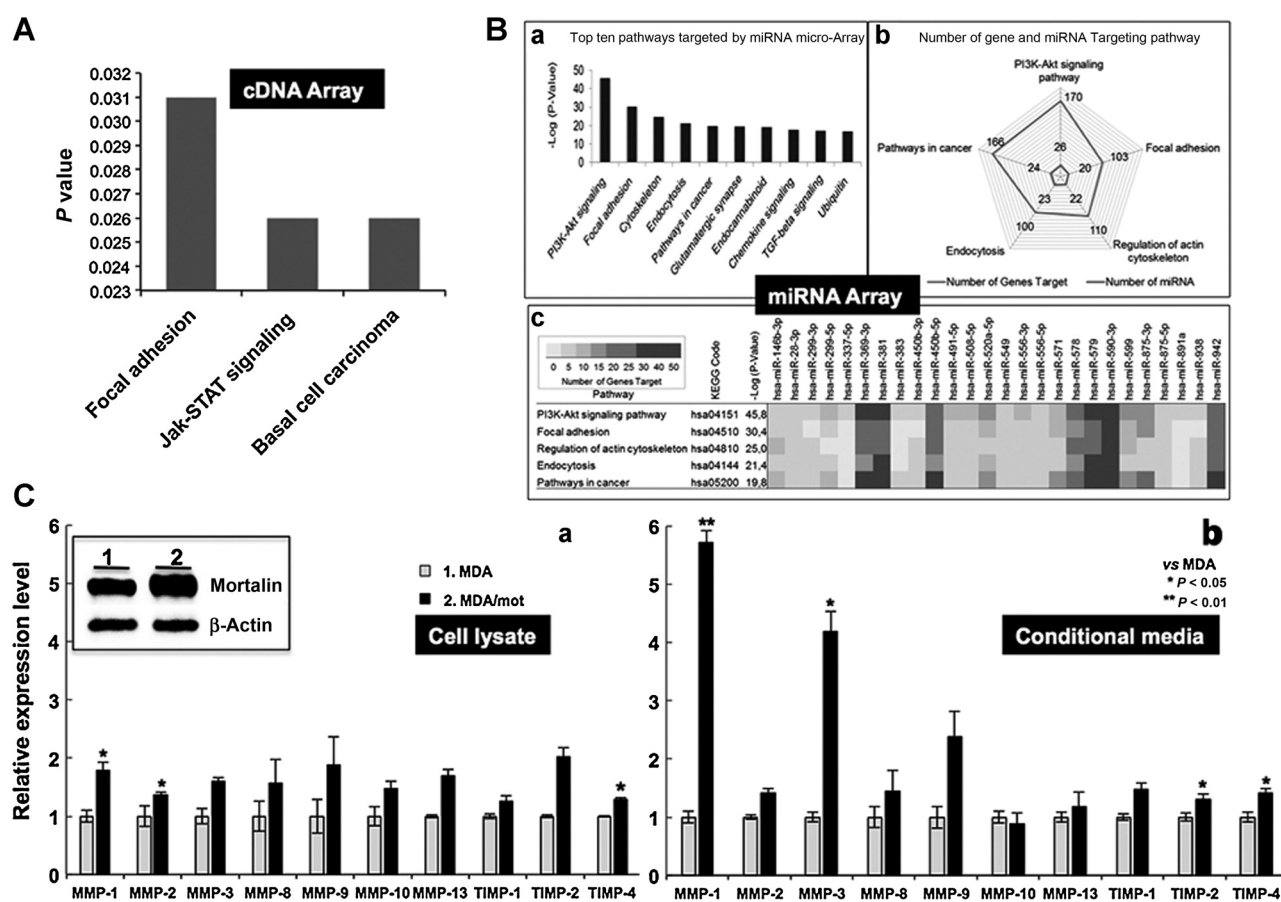 A
cDNA Array
P value
0.032
0.031
0.030
0.029
0.028
0.027
0.026
0.025
0.024
0.023
Focal adhesion
Jak-STAT signaling
Basal cell carcinoma
B
a
Top ten pathways targeted by miRNA micro-Array
-Log (P-Value)
50
40
30
20
10
0
PI3K-Akt signaling
Focal adhesion
Cytoskeleton
Endocytosis
Pathways in cancer
Glutamatergic synapse
Endocannabinoid
Chemokine signaling
TGF-beta signaling
Ubiquitin
b
Number of gene and miRNA Targeting pathway
PI3K-Akt signaling
pathway
170
Pathways in cancer
166
26
24
20
103
Focal adhesion
23
22
100
110
Endocytosis
Regulation of actin
cytoskeleton
Number of Genes Target
Number of miRNA
miRNA Array
c
0 5 10 15 20 25 30 40 50
Number of Genes Target
Pathway
KEGG Code
-Log (P-Value)
hsa-miR-146b-3p
hsa-miR-28-3p
hsa-miR-299-3p
hsa-miR-299-5p
hsa-miR-337-5p
hsa-miR-369-3p
hsa-miR-381
hsa-miR-383
hsa-miR-450b-3p
hsa-miR-450b-5p
hsa-miR-491-5p
hsa-miR-508-5p
hsa-miR-520a-5p
hsa-miR-549
hsa-miR-556-3p
hsa-miR-556-5p
hsa-miR-571
hsa-miR-578
hsa-miR-579
hsa-miR-590-3p
hsa-miR-599
hsa-miR-875-3p
hsa-miR-875-5p
hsa-miR-891a
hsa-miR-938
hsa-miR-942
PI3K-Akt signaling pathway hsa04151 45,8
Focal adhesion hsa04510 30,4
Regulation of actin cytoskeleton hsa04810 25,0
Endocytosis hsa04144 21,4
Pathways in cancer hsa05200 19,8
C
Relative expression level
6
5
4
3
2
1
0
1 2
Mortalin
β-Actin
a
1. MDA
2. MDA/mot
Cell lysate
*
*
*
MMP-1 MMP-2 MMP-3 MMP-8 MMP-9 MMP-10 MMP-13 TIMP-1 TIMP-2 TIMP-4
6
5
4
3
2
1
0
b
vs MDA
* P < 0.05
** P < 0.01
Conditional media
**
*
*
*
MMP-1 MMP-2 MMP-3 MMP-8 MMP-9 MMP-10 MMP-13 TIMP-1 TIMP-2 TIMP-4